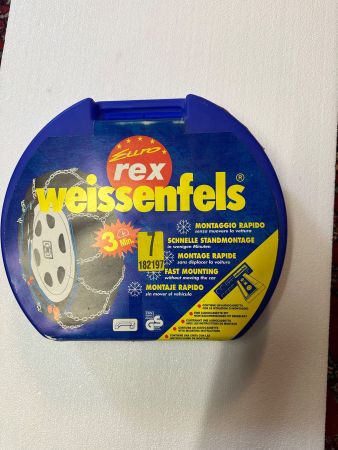 Euro
rex
weissenfels®
3 Min.
7
182197
MONTAGGIO RAPIDO
senza muovere la vettura
SCHNELLE STANDMONTAGE
in wenigen Minuten
MONTAGE RAPIDE
sans déplacer la voiture
FAST MOUNTING
without moving the car
MONTAJE RAPIDO
sin mover el vehículo